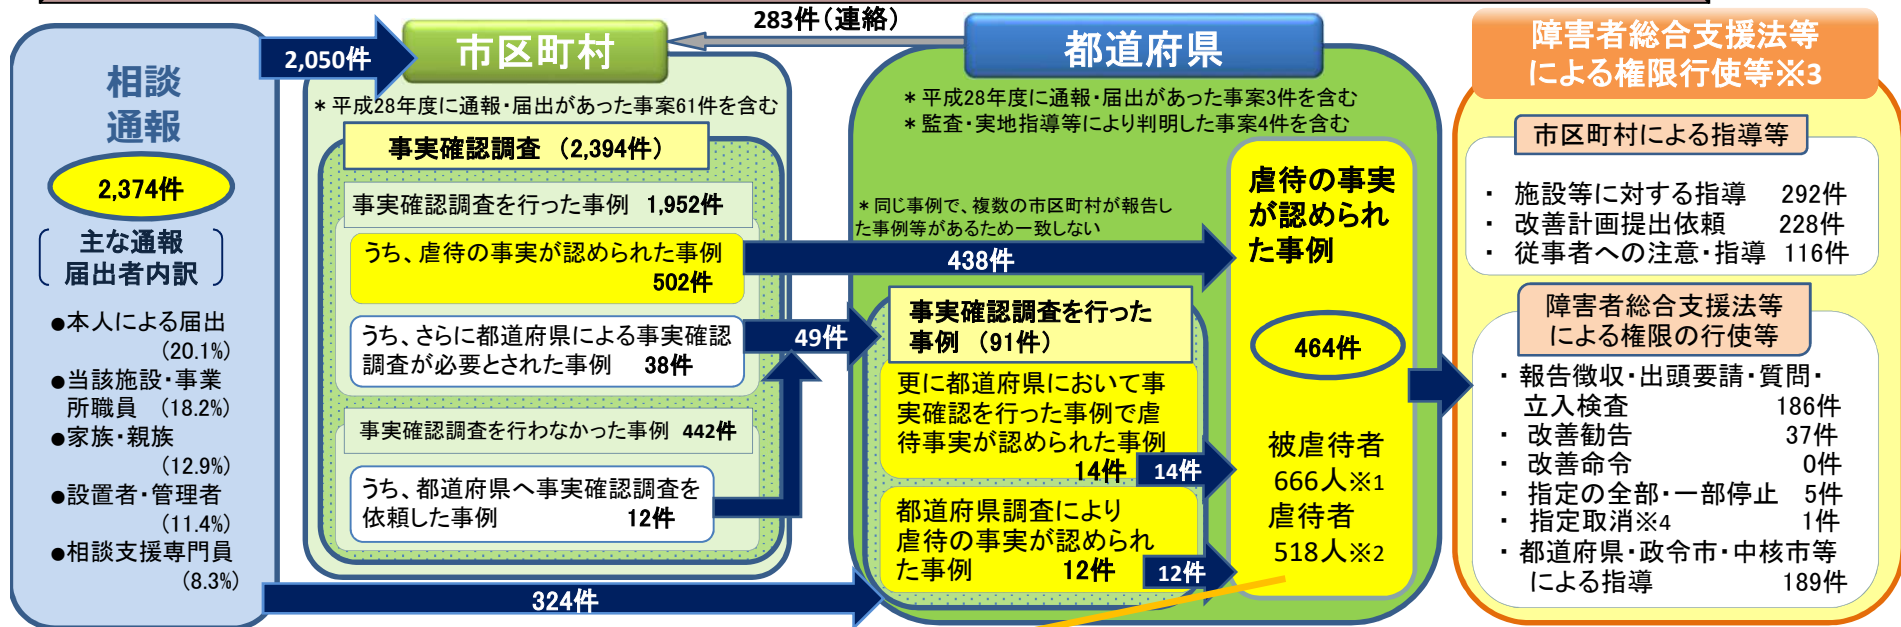 283件（連絡）
相談
通報
2,374件
主な通報
届出者内訳
●本人による届出
(20.1%)
●当該施設・事業
所職員 (18.2%)
●家族・親族
(12.9%)
●設置者・管理者
(11.4%)
●相談支援専門員
(8.3%)
2,050件
324件
市区町村
＊平成28年度に通報・届出があった事案61件を含む
事実確認調査 （2,394件）
事実確認調査を行った事例 1,952件
うち、虐待の事実が認められた事例
502件
うち、さらに都道府県による事実確認
調査が必要とされた事例 38件
事実確認調査を行わなかった事例 442件
うち、都道府県へ事実確認調査を
依頼した事例 12件
438件
49件
都道府県
＊平成28年度に通報・届出があった事案3件を含む
＊監査・実地指導等により判明した事案4件を含む
＊同じ事例で、複数の市区町村が報告し
た事例等があるため一致しない
事実確認調査を行った
事例 （91件）
更に都道府県において事
実確認を行った事例で虐
待事実が認められた事例
14件
14件
都道府県調査により
虐待の事実が認められ
た事例 12件
12件
虐待の事実
が認められ
た事例
464件
被虐待者
666人※1
虐待者
518人※2
障害者総合支援法等
による権限行使等※3
市区町村による指導等
・ 施設等に対する指導 292件
・ 改善計画提出依頼 228件
・ 従事者への注意・指導 116件
障害者総合支援法等
による権限の行使等
・ 報告徴収・出頭要請・質問・
立入検査 186件
・ 改善勧告 37件
・ 改善命令 0件
・ 指定の全部・一部停止 5件
・ 指定取消※4 1件
・ 都道府県・政令市・中核市等
による指導 189件